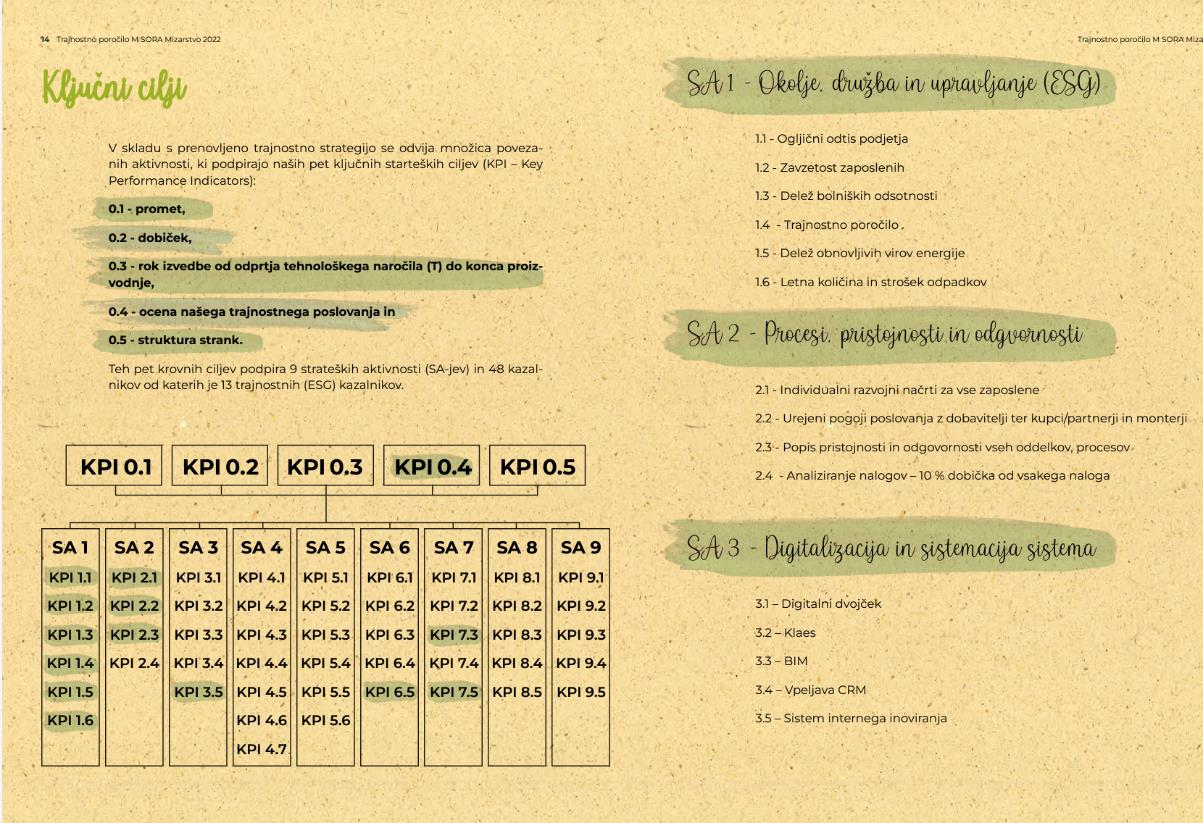 14 Trajnostno poročilo M SORA Mizarstvo 2022
Ključni cilji
V skladu s prenovljeno trajnostno strategijo se odvija množica poveza-
nih aktivnosti, ki podpirajo naših pet ključnih starteških ciljev (KPI – Key
Performance Indicators):
0.1 - promet,
0.2 - dobiček,
0.3 - rok izvedbe od odprtja tehnološkega naročila (T) do konca proiz-
vodnje,
0.4 - ocena našega trajnostnega poslovanja in
0.5 - struktura strank.
Teh pet krovnih ciljev podpira 9 strateških aktivnosti (SA-jev) in 48 kazal-
nikov od katerih je 13 trajnostnih (ESG) kazalnikov.
KPI 0.1 KPI 0.2 KPI 0.3 KPI 0.4 KPI 0.5
SA 1 SA 2 SA 3 SA 4 SA 5 SA 6 SA 7 SA 8 SA 9
KPI 1.1 KPI 2.1 KPI 3.1 KPI 4.1 KPI 5.1 KPI 6.1 KPI 7.1 KPI 8.1 KPI 9.1
KPI 1.2 KPI 2.2 KPI 3.2 KPI 4.2 KPI 5.2 KPI 6.2 KPI 7.2 KPI 8.2 KPI 9.2
KPI 1.3 KPI 2.3 KPI 3.3 KPI 4.3 KPI 5.3 KPI 6.3 KPI 7.3 KPI 8.3 KPI 9.3
KPI 1.4 KPI 2.4 KPI 3.4 KPI 4.4 KPI 5.4 KPI 6.4 KPI 7.4 KPI 8.4 KPI 9.4
KPI 1.5 KPI 3.5 KPI 4.5 KPI 5.5 KPI 6.5 KPI 7.5 KPI 8.5 KPI 9.5
KPI 1.6 KPI 4.6 KPI 5.6
KPI 4.7
Trajnostno poročilo M SORA Miza
SA 1 - Okolje, družba in upravljanje (ESG)
1.1 - Ogljični odtis podjetja
1.2 - Zavzetost zaposlenih
1.3 - Delež bolniških odsotnosti
1.4 - Trajnostno poročilo .
1.5 - Delež obnovljivih virov energije
1.6 - Letna količina in strošek odpadkov
SA 2 - Procesi, pristojnosti in odgvornosti
2.1 - Individualni razvojni načrti za vse zaposlene
2.2 - Urejeni pogoji poslovanja z dobavitelji ter kupci/partnerji in monterji
2.3 - Popis pristojnosti in odgovornosti vseh oddelkov, procesov
2.4 - Analiziranje nalogov – 10 % dobička od vsakega naloga
SA 3 - Digitalizacija in sistemacija sistema
3.1 – Digitalni dvojček
3.2 – Klaes
3.3 – BIM
3.4 – Vpeljava CRM
3.5 – Sistem internega inoviranja